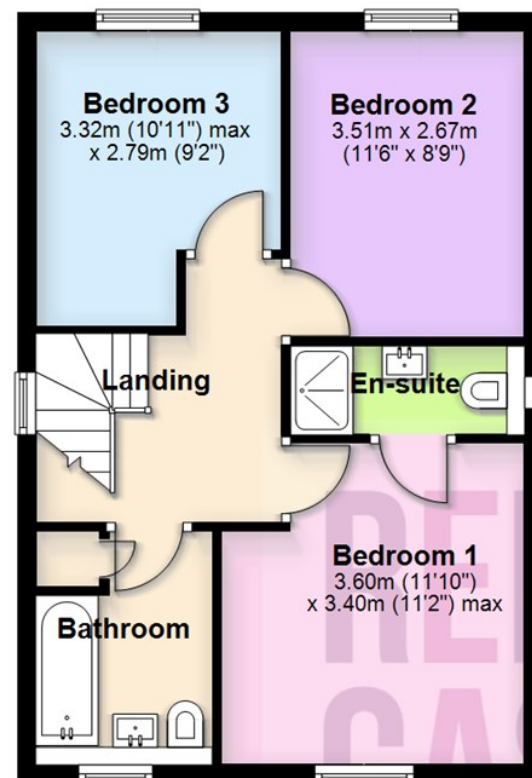 Bedroom 3
3.32m (10'11") max
x 2.79m (9'2")
Bedroom 2
3.51m x 2.67m
(11'6" x 8'9")
Landing
En-suite
Bedroom 1
3.60m (11'10")
x 3.40m (11'2") max
Bathroom